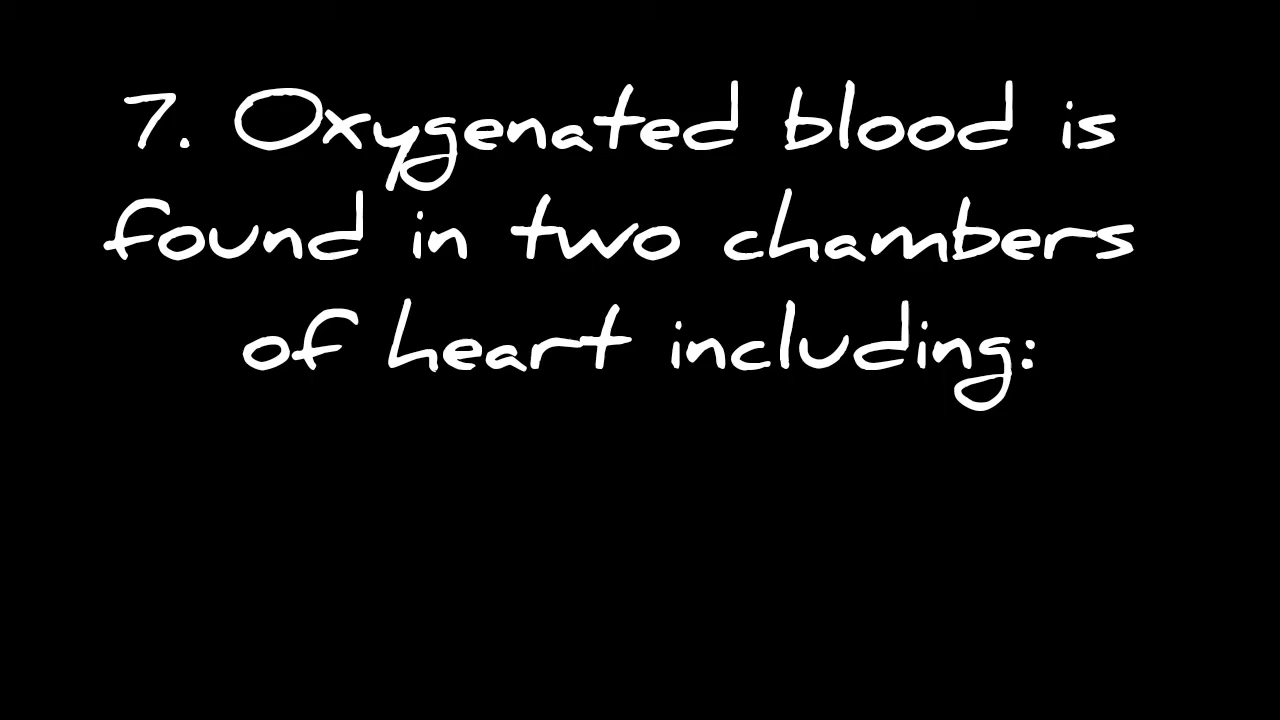 7. Oxygenated blood is
found in two chambers
of heart including: